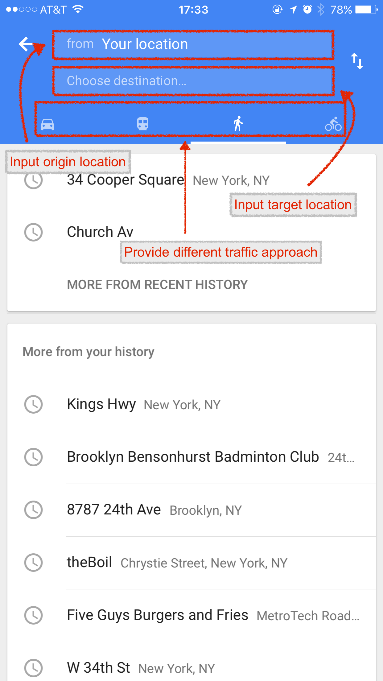 AT&T 17:33 78%
from Your location
Choose destination...
Input origin location
34 Cooper Square New York, NY
Input target location
Church Av
Provide different traffic approach
MORE FROM RECENT HISTORY
More from your history
Kings Hwy New York, NY
Brooklyn Bensonhurst Badminton Club 24t...
8787 24th Ave Brooklyn, NY
theBoil Chrystie Street, New York, NY
Five Guys Burgers and Fries MetroTech Road...
W 34th St New York, NY